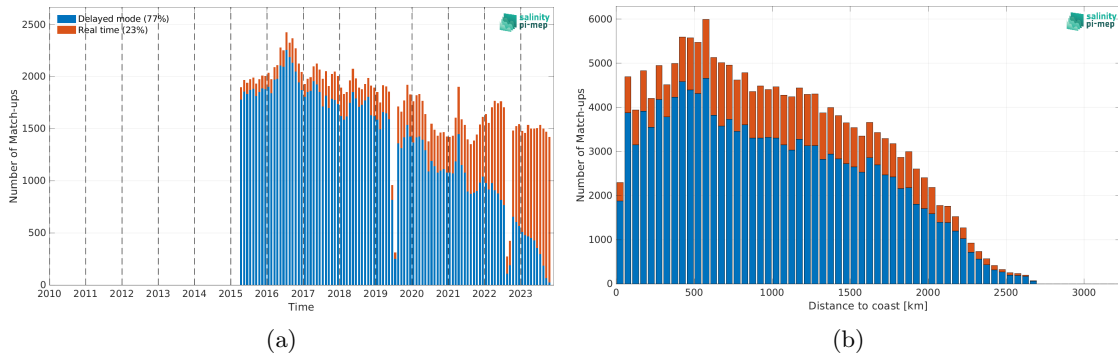 Delayed mode (77%)
Real time (23%)
salinity
pi-mep
2500
2000
1500
1000
500
0
Number of Match-ups
2010 2011 2012 2013 2014 2015 2016 2017 2018 2019 2020 2021 2022 2023
Time
(a)
salinity
pi-mep
6000
5000
4000
3000
2000
1000
0
Number of Match-ups
0 500 1000 1500 2000 2500 3000
Distance to coast [km]
(b)